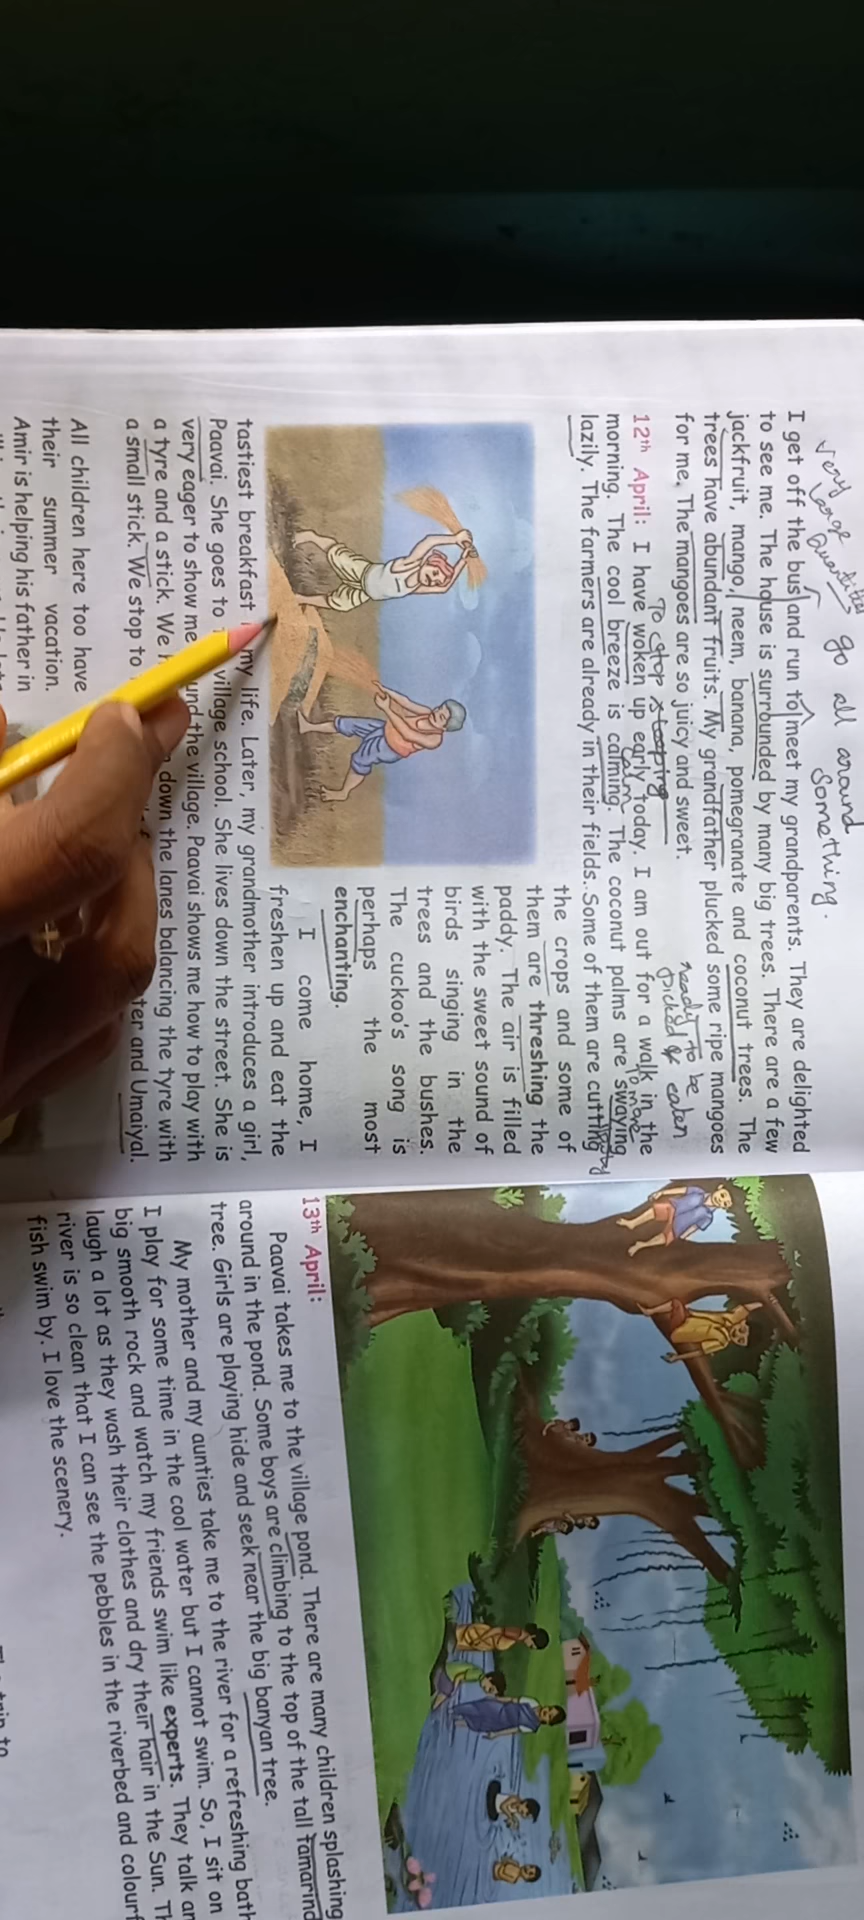 very large quantities
go all around something.
I get off the bus and run to meet my grandparents. They are delighted
to see me. The house is surrounded by many big trees. There are a few
jackfruit, mango, neem, banana, pomegranate and coconut trees. The
trees have abundant fruits. My grandfather plucked some ripe mangoes
for me. The mangoes are so juicy and sweet.
ready to be
picked & eaten
To stop sleeping
12th April: I have woken up early today. I am out for a walk in the
calm
To move
morning. The cool breeze is calming. The coconut palms are swaying
lazily. The farmers are already in their fields. Some of them are cutting
the crops and some of
them are threshing the
paddy. The air is filled
with the sweet sound of
birds singing in the
trees and the bushes.
The cuckoo's song is
perhaps the most
enchanting.
I come home, I
freshen up and eat the
tastiest breakfast my life. Later, my grandmother introduces a girl,
Paavai. She goes to village school. She lives down the street. She is
very eager to show me the village. Paavai shows me how to play with
a tyre and a stick. We down the lanes balancing the tyre with
a small stick. We stop to and Umaiyal.
All children here too have
their summer vacation.
Amir is helping his father in
13th April:
Paavai takes me to the village pond. There are many children splashing
around in the pond. Some boys are climbing to the top of the tall tamarind
tree. Girls are playing hide and seek near the big banyan tree.
My mother and my aunties take me to the river for a refreshing bath
I play for some time in the cool water but I cannot swim. So, I sit on
big smooth rock and watch my friends swim like experts. They talk an
laugh a lot as they wash their clothes and dry their hair in the Sun. Th
river is so clean that I can see the pebbles in the riverbed and colourf
fish swim by. I love the scenery.
trip to